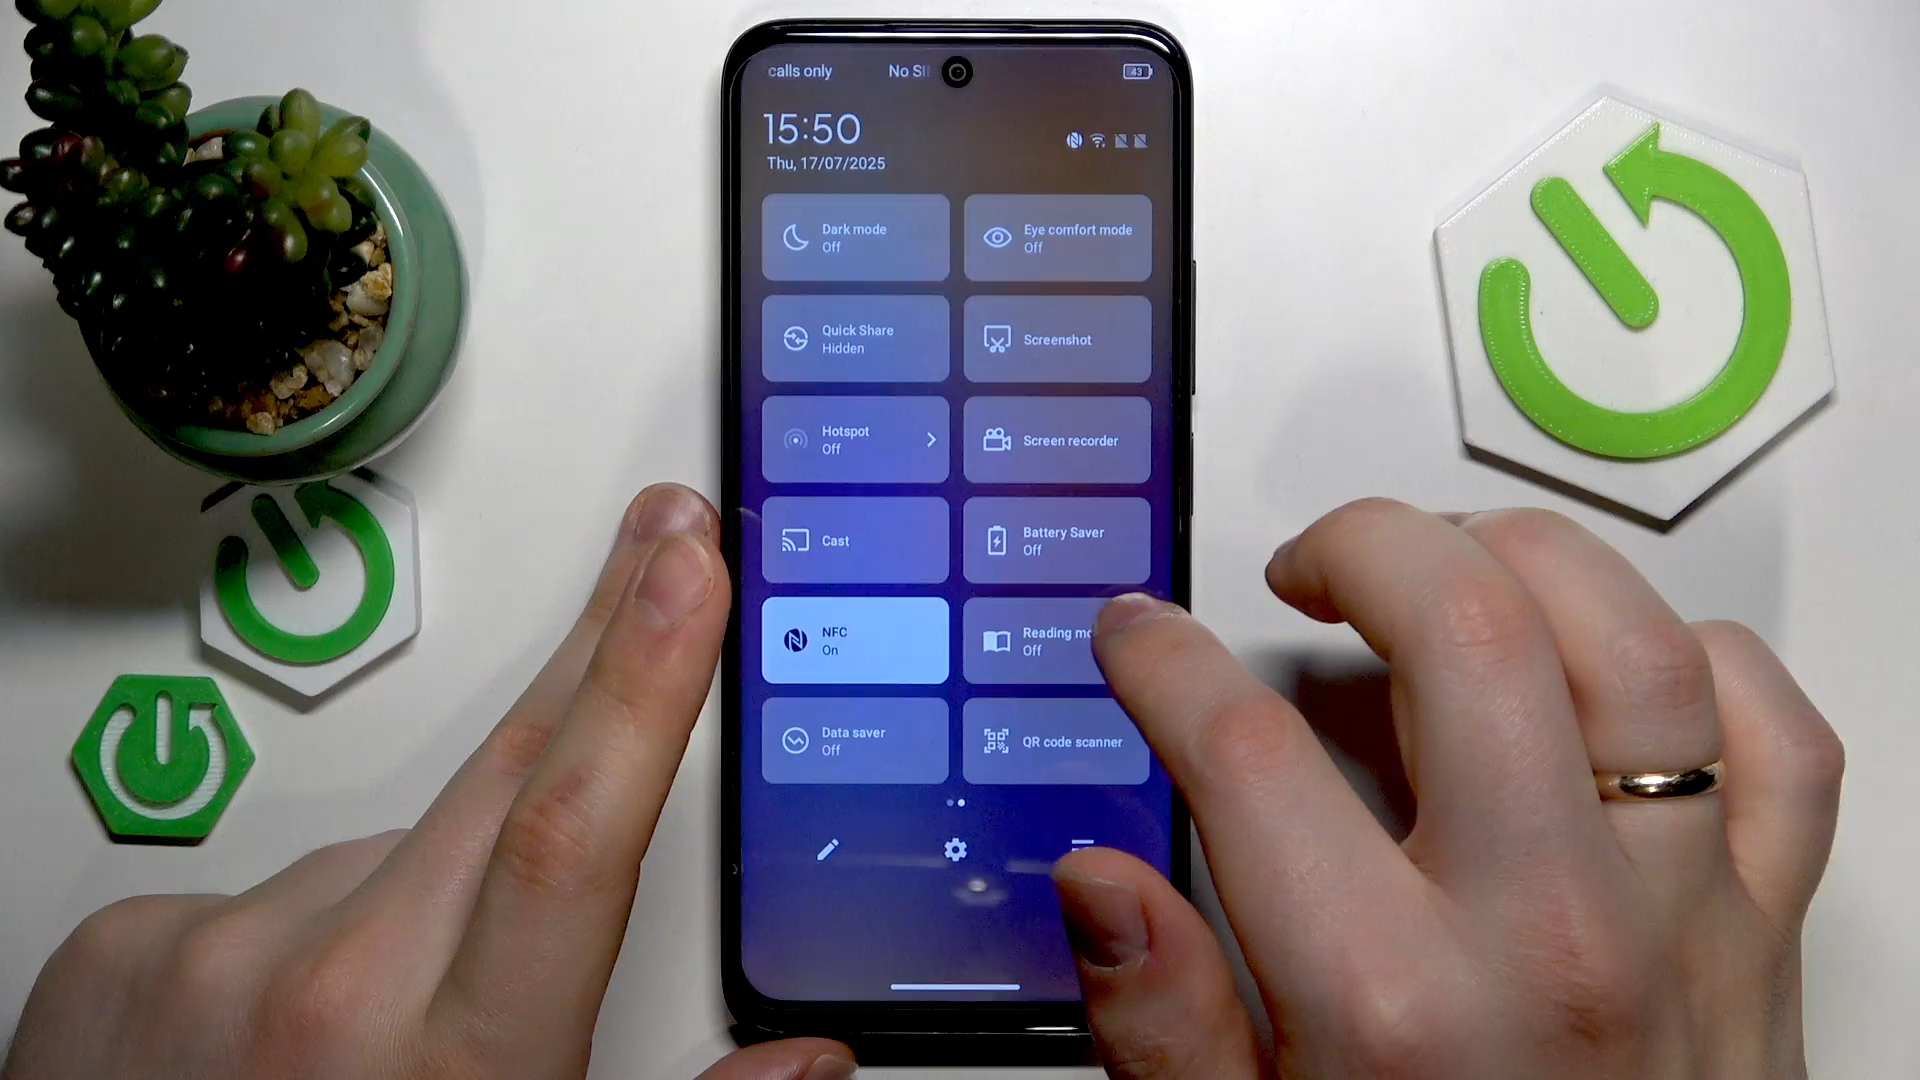 calls only
No
43
15:50
Thu, 17/07/2025
Dark mode
Off
Eye comfort mode
Off
Quick Share
Hidden
Screenshot
Hotspot
Off
Screen recorder
Cast
Battery Saver
Off
NFC
On
Reading
Off
Data saver
Off
QR code scanner